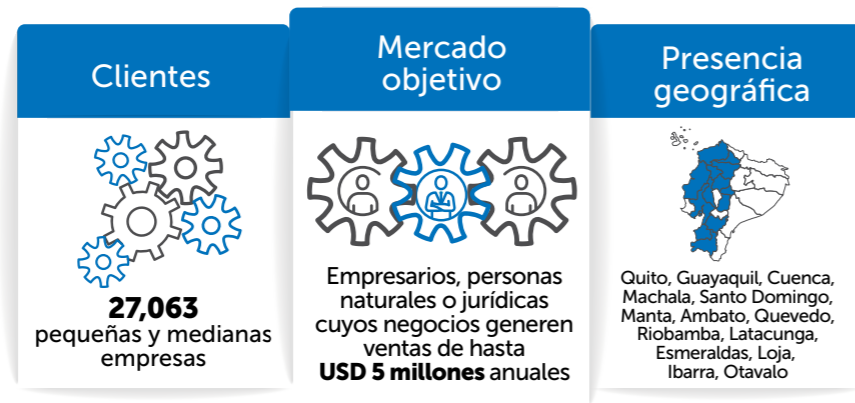 Clientes
27,063
pequeñas y medianas
empresas
Mercado
objetivo
Empresarios, personas
naturales o jurídicas
cuyos negocios generen
ventas de hasta
USD 5 millones anuales
Presencia
geográfica
Quito, Guayaquil, Cuenca,
Machala, Santo Domingo,
Manta, Ambato, Quevedo,
Riobamba, Latacunga,
Esmeraldas, Loja,
Ibarra, Otavalo